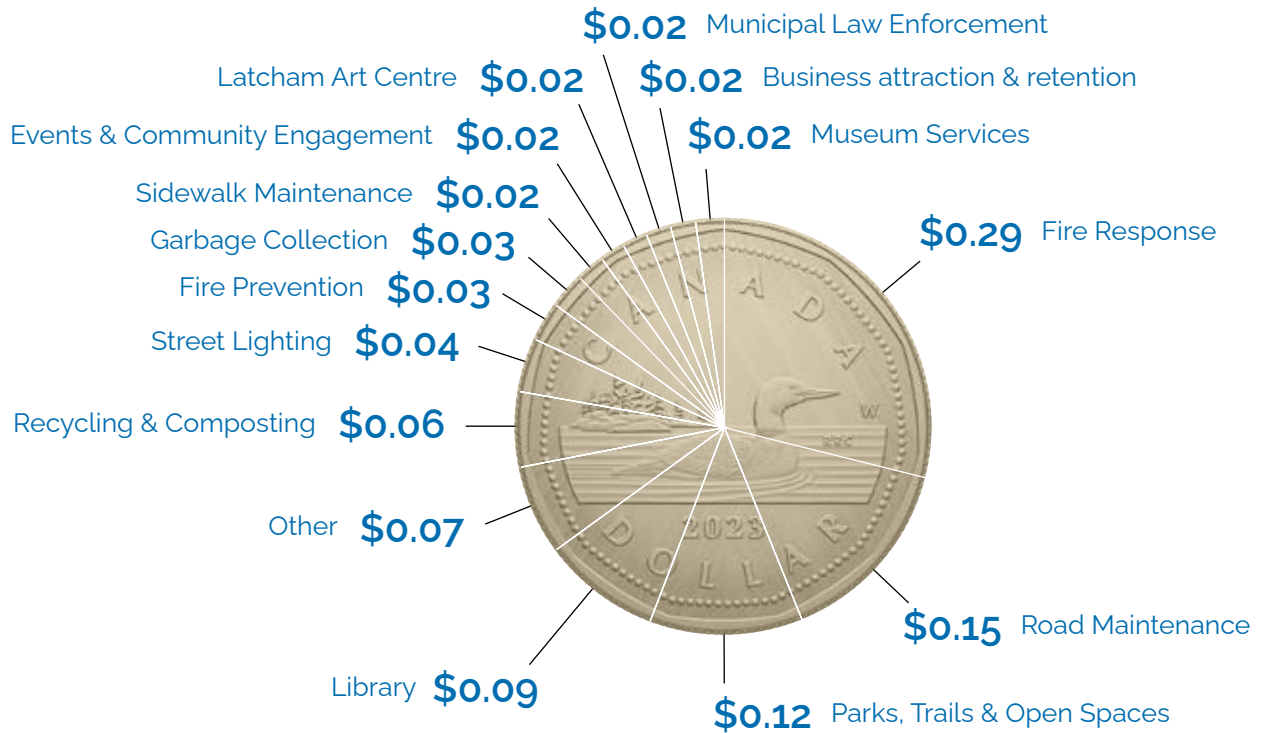 $0.02 Municipal Law Enforcement
Latcham Art Centre $0.02
$0.02 Business attraction & retention
Events & Community Engagement $0.02
$0.02 Museum Services
Sidewalk Maintenance $0.02
Garbage Collection $0.03
$0.29 Fire Response
Fire Prevention $0.03
Street Lighting $0.04
Recycling & Composting $0.06
Other $0.07
$0.15 Road Maintenance
Library $0.09
$0.12 Parks, Trails & Open Spaces
CANADA
W
RRC
2023
DOLLAR